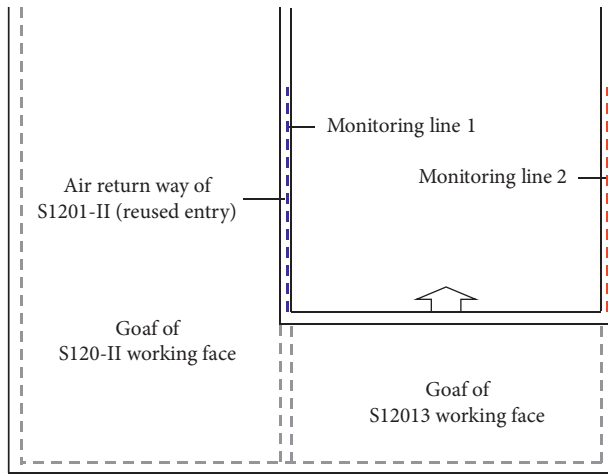 Monitoring line 1
Monitoring line 2
Air return way of
S1201-II (reused entry)
Goaf of
S120-II working face
Goaf of
S12013 working face